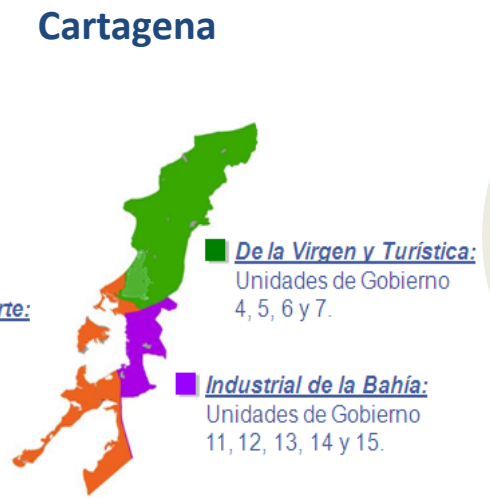 Cartagena
De la Virgen y Turística:
Unidades de Gobierno
4, 5, 6 y 7.
rte:
Industrial de la Bahía:
Unidades de Gobierno
11, 12, 13, 14 y 15.